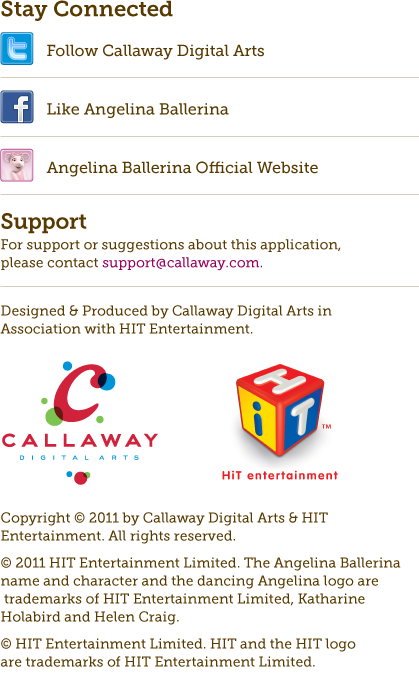 Stay Connected
Follow Callaway Digital Arts
Like Angelina Ballerina
Angelina Ballerina Official Website
Support
For support or suggestions about this application,
please contact support@callaway.com.
Designed & Produced by Callaway Digital Arts in
Association with HIT Entertainment.
C
CALLAWAY
DIGITAL ARTS
HiT
TM
HiT entertainment
Copyright © 2011 by Callaway Digital Arts & HIT
Entertainment. All rights reserved.
© 2011 HIT Entertainment Limited. The Angelina Ballerina
name and character and the dancing Angelina logo are
trademarks of HIT Entertainment Limited, Katharine
Holabird and Helen Craig.
© HIT Entertainment Limited. HIT and the HIT logo
are trademarks of HIT Entertainment Limited.